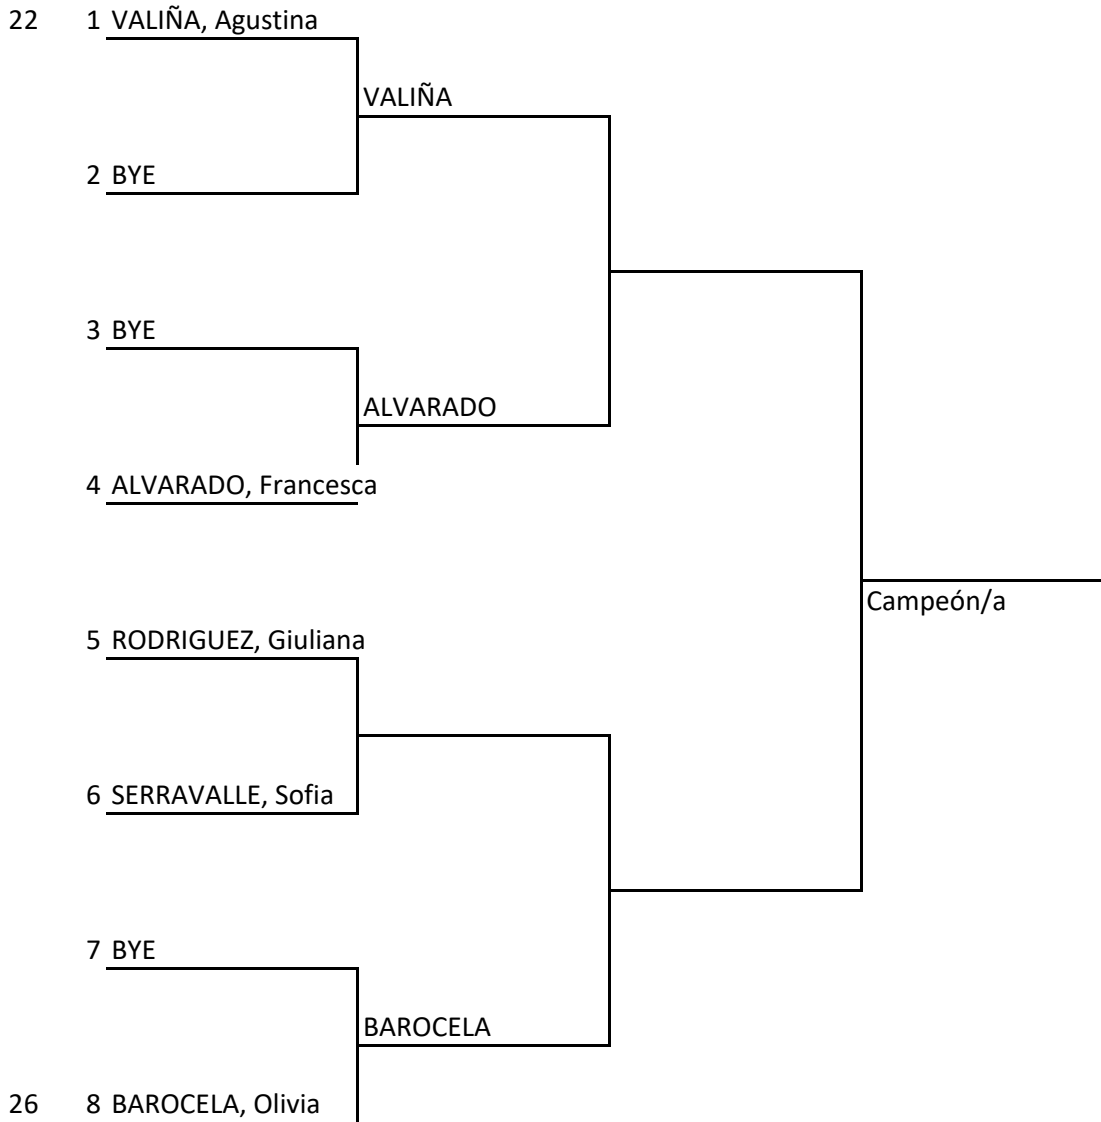 22 1 VALIÑA, Agustina
VALIÑA
2 BYE
3 BYE
ALVARADO
4 ALVARADO, Francesca
Campeón/a
5 RODRIGUEZ, Giuliana
6 SERRAVALLE, Sofia
7 BYE
BAROCELA
26 8 BAROCELA, Olivia